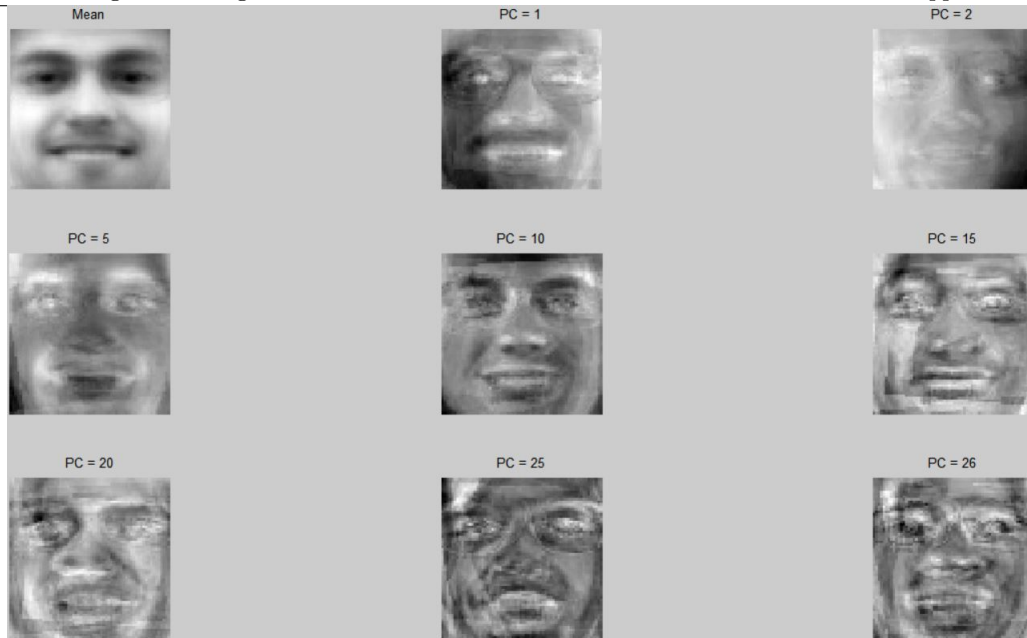 Mean PC = 1 PC = 2
PC = 5 PC = 10 PC = 15
PC = 20 PC = 25 PC = 26